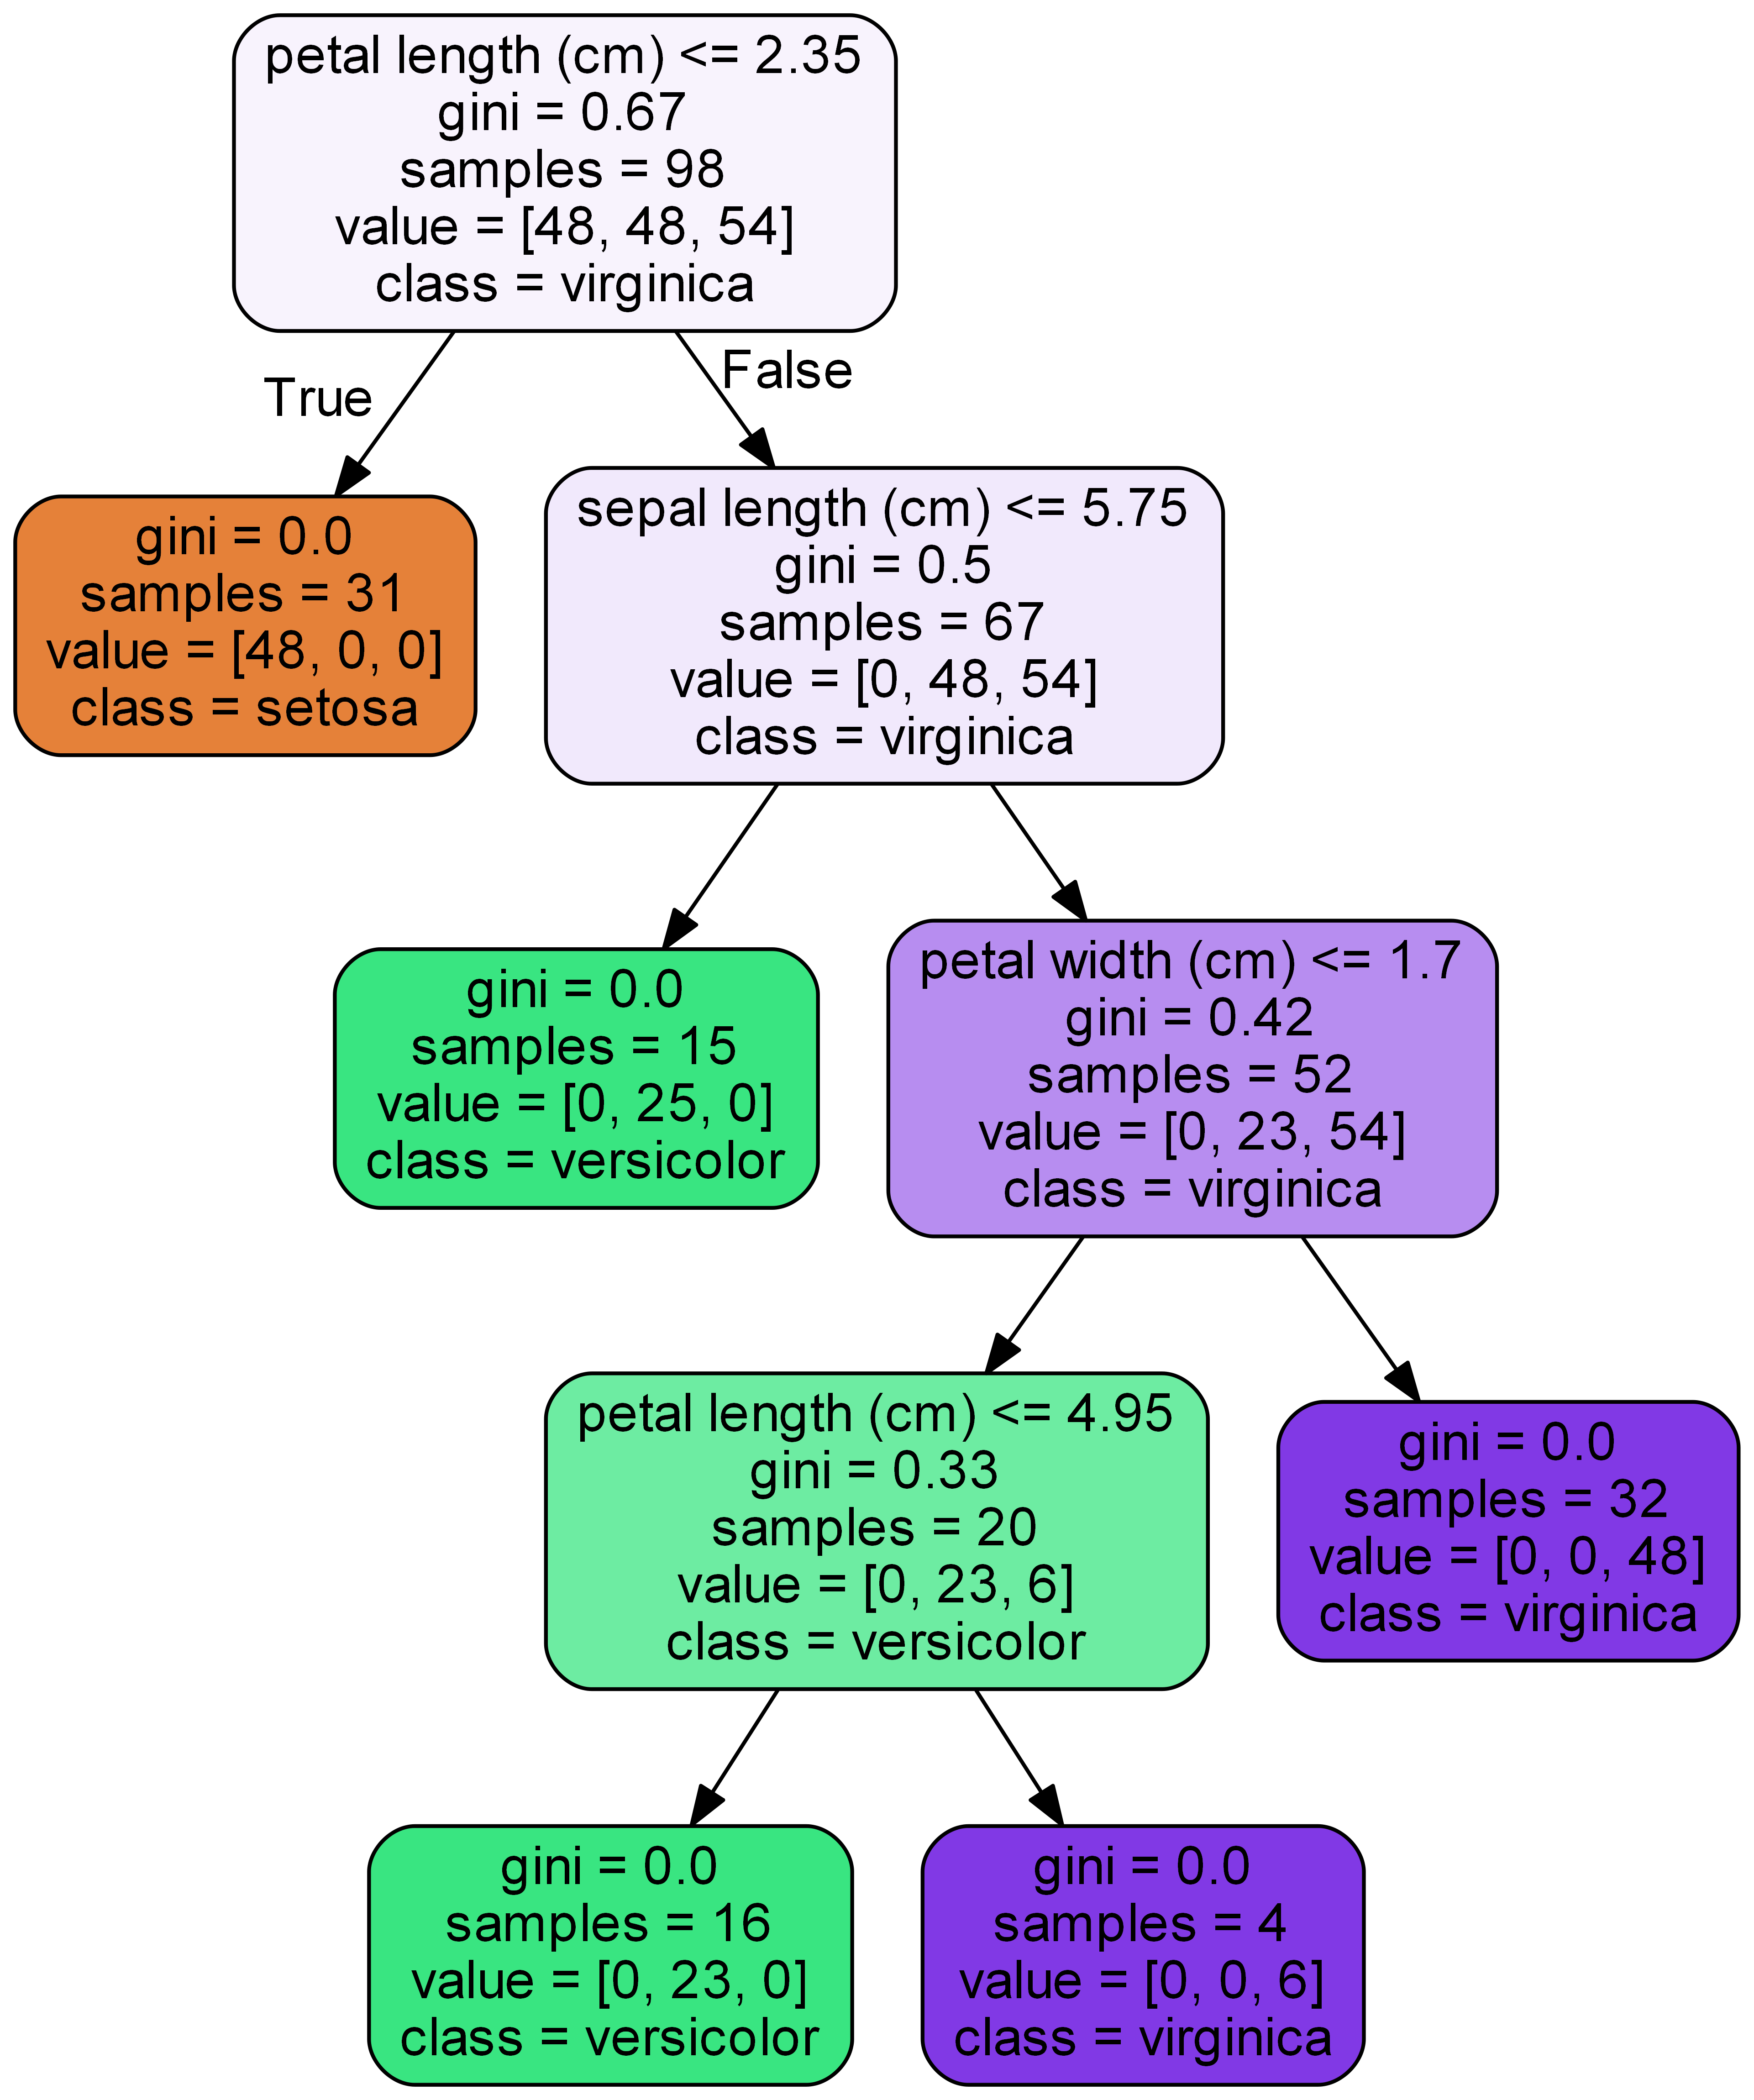 petal length (cm) <= 2.35
gini = 0.67
samples = 98
value = [48, 48, 54]
class = virginica
True
False
gini = 0.0
samples = 31
value = [48, 0, 0]
class = setosa
sepal length (cm) <= 5.75
gini = 0.5
samples = 67
value = [0, 48, 54]
class = virginica
gini = 0.0
samples = 15
value = [0, 25, 0]
class = versicolor
petal width (cm) <= 1.7
gini = 0.42
samples = 52
value = [0, 23, 54]
class = virginica
petal length (cm) <= 4.95
gini = 0.33
samples = 20
value = [0, 23, 6]
class = versicolor
gini = 0.0
samples = 32
value = [0, 0, 48]
class = virginica
gini = 0.0
samples = 16
value = [0, 23, 0]
class = versicolor
gini = 0.0
samples = 4
value = [0, 0, 6]
class = virginica